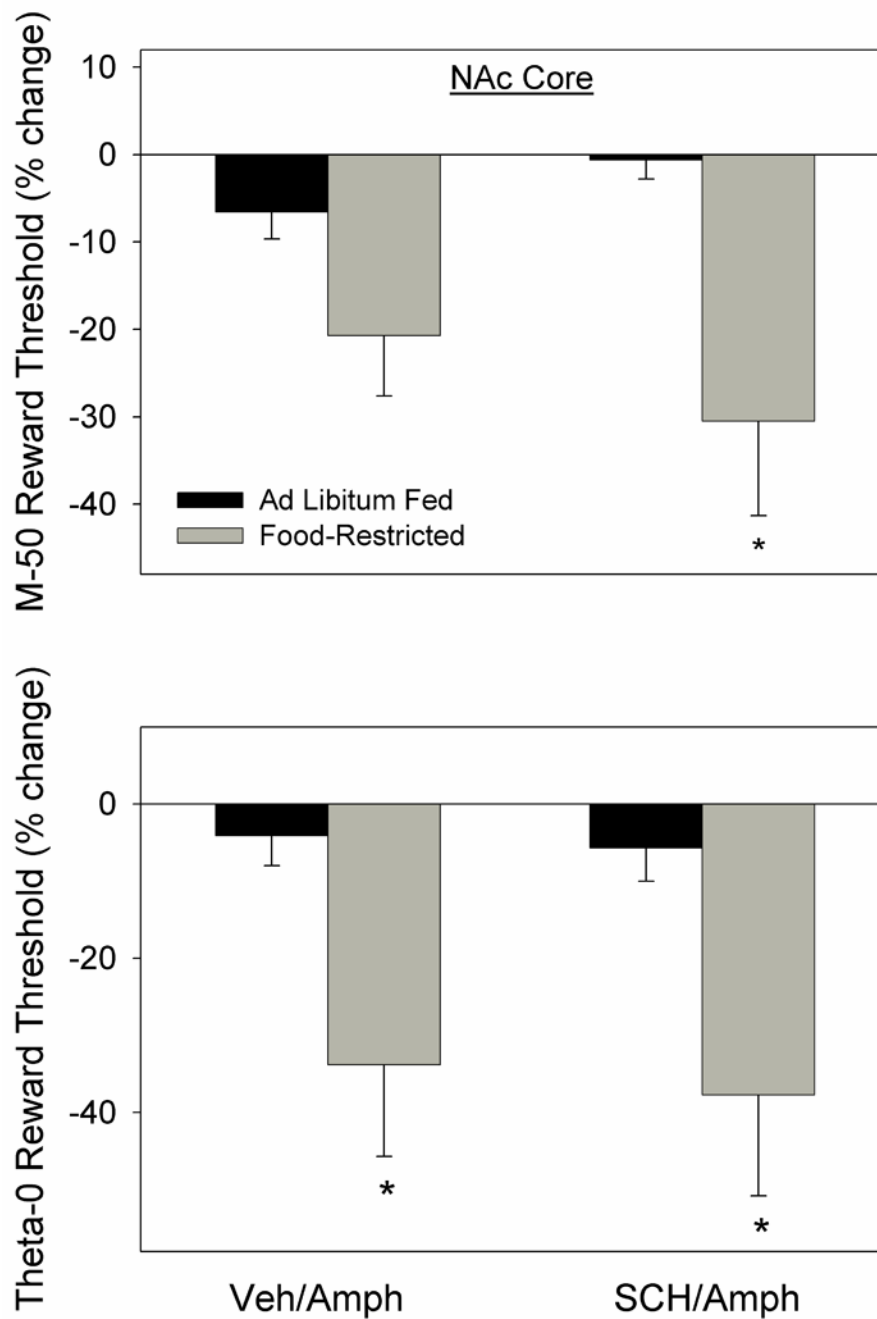 M-50 Reward Threshold (% change)
10
0
-10
-20
-30
-40
NAc Core
Ad Libitum Fed
Food-Restricted
*
Theta-0 Reward Threshold (% change)
0
-20
-40
*
*
Veh/Amph
SCH/Amph